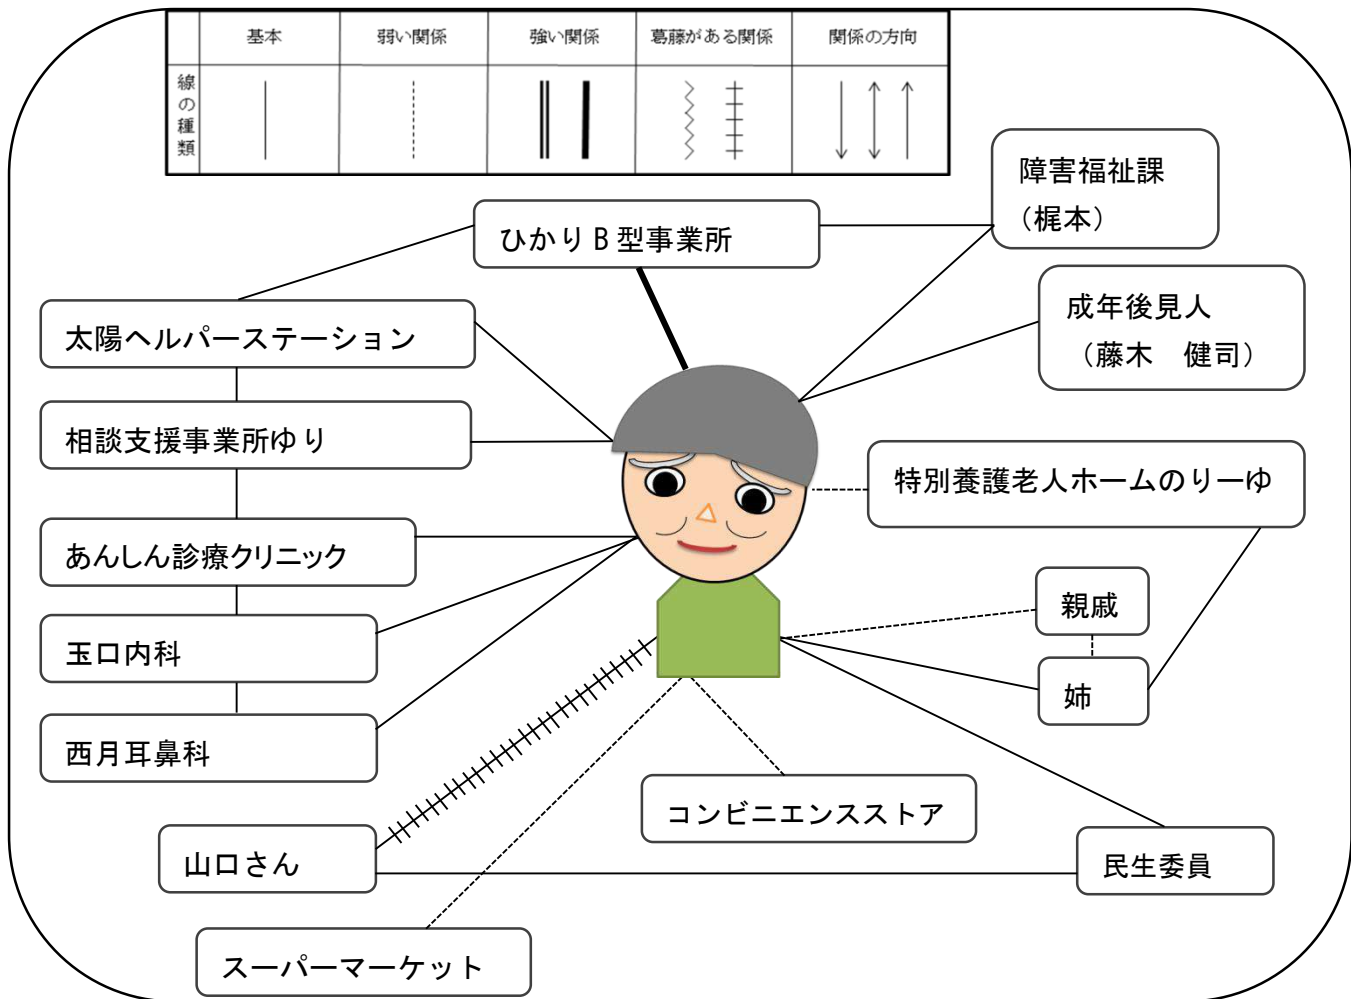 基本 弱い関係 強い関係 葛藤がある関係 関係の方向
線の種類
障害福祉課
（梶本）
ひかりB型事業所
成年後見人
（藤木　健司）
太陽ヘルパーステーション
相談支援事業所ゆり
特別養護老人ホームのりーゆ
あんしん診療クリニック
親戚
玉口内科
姉
西月耳鼻科
コンビニエンスストア
山口さん
民生委員
スーパーマーケット